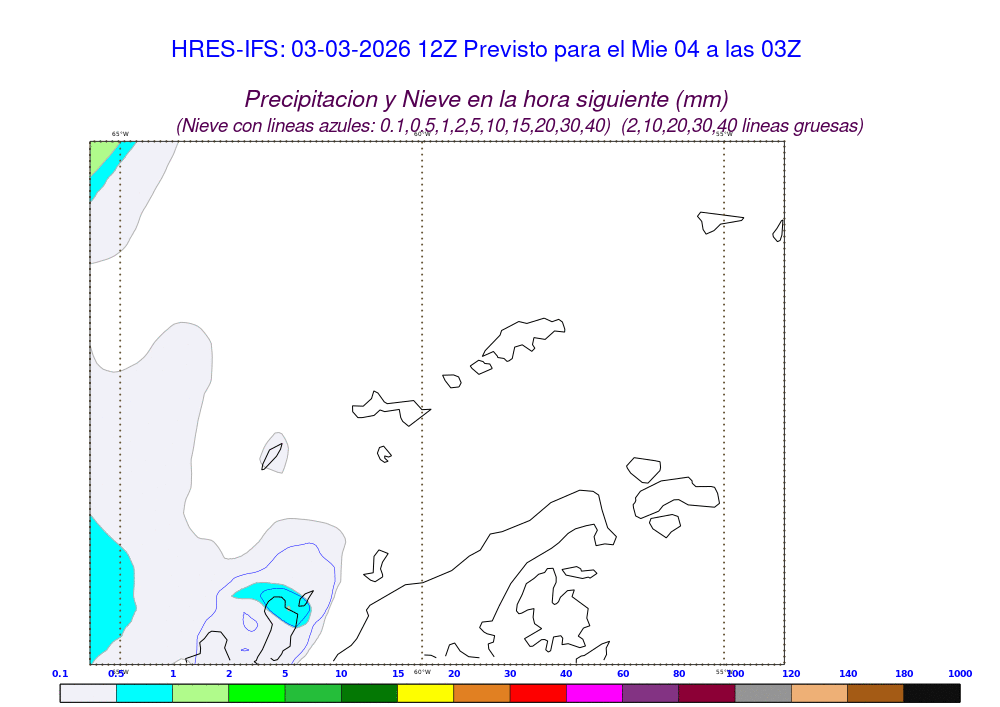 HRES-IFS: 03-03-2026 12Z Previsto para el Mie 04 a las 03Z
Precipitacion y Nieve en la hora siguiente (mm)
(Nieve con lineas azules: 0.1,0.5,1,2,5,10,15,20,30,40)  (2,10,20,30,40 lineas gruesas)
65°W 60°W 55°W
65°W 60°W 55°W
0.1 0.5 1 2 5 10 15 20 30 40 60 80 100 120 140 180 1000